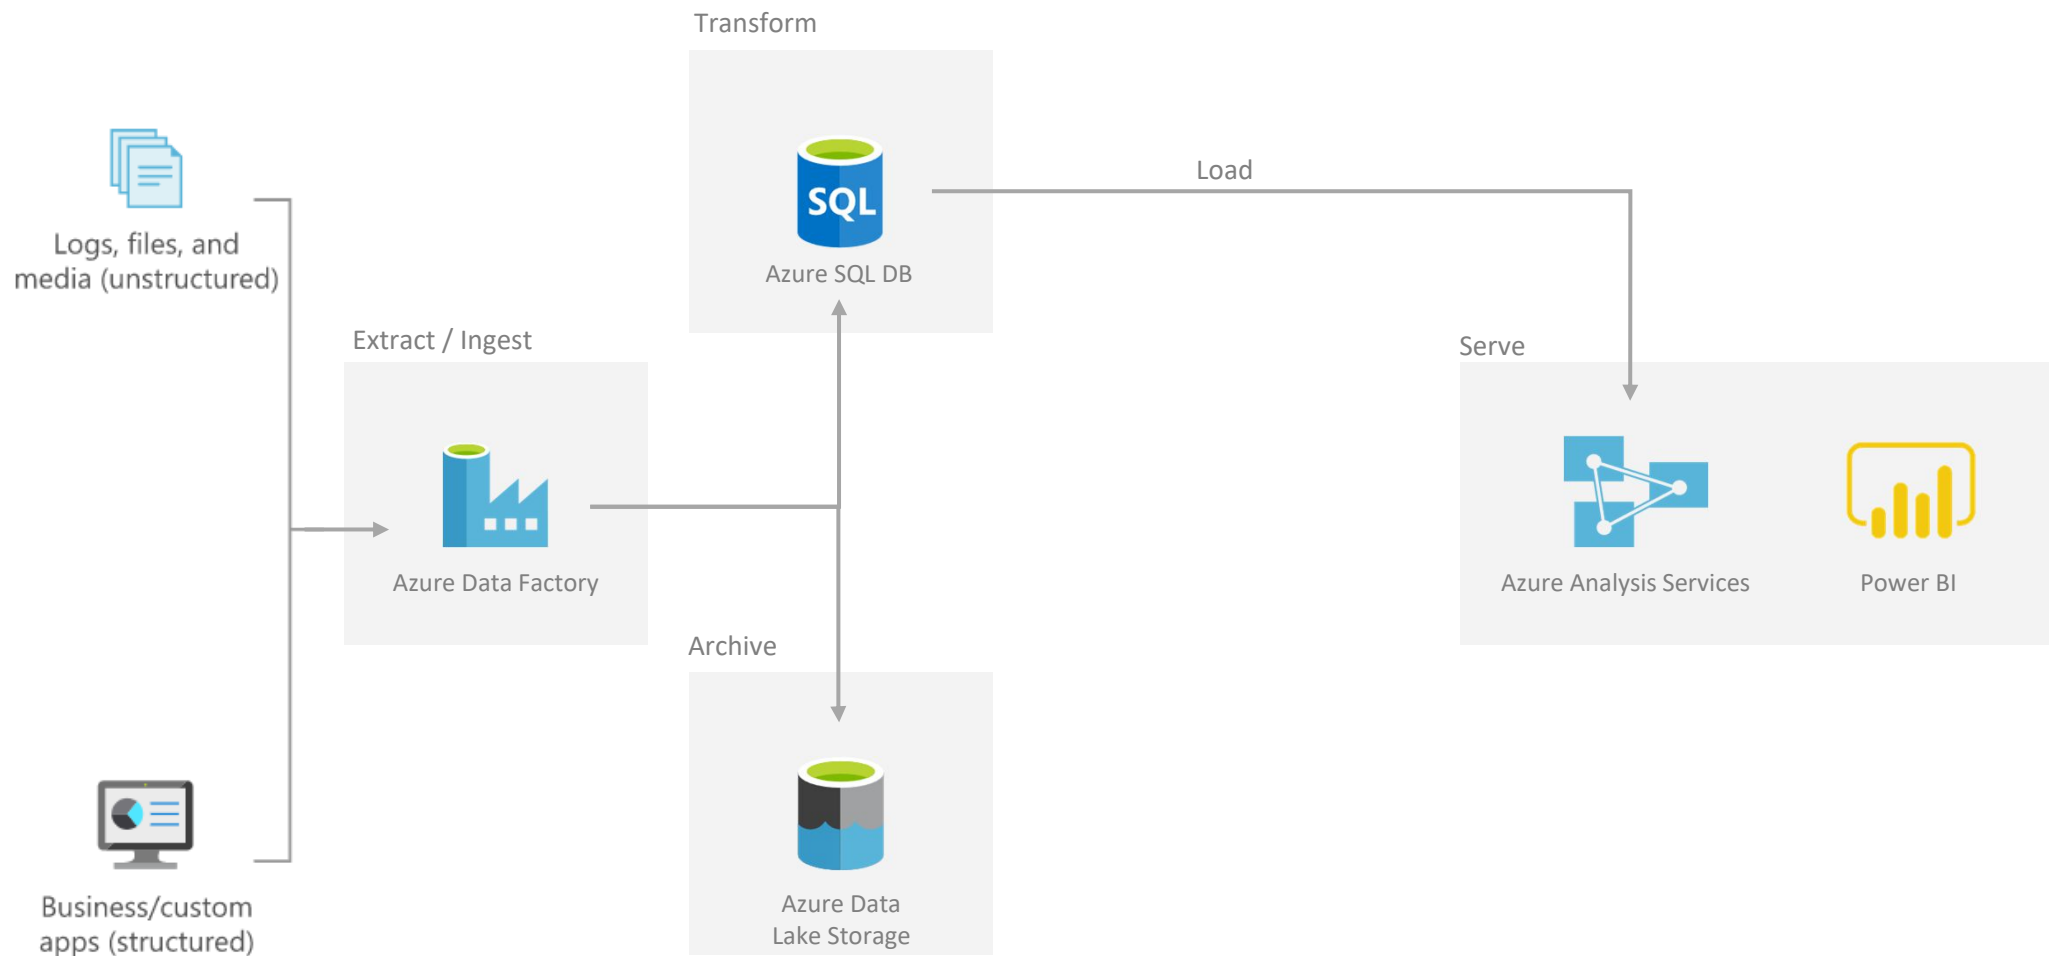 Transform
SQL
Azure SQL DB
Load
Logs, files, and
media (unstructured)
Extract / Ingest
Azure Data Factory
Serve
Azure Analysis Services
Power BI
Archive
Azure Data
Lake Storage
Business/custom
apps (structured)